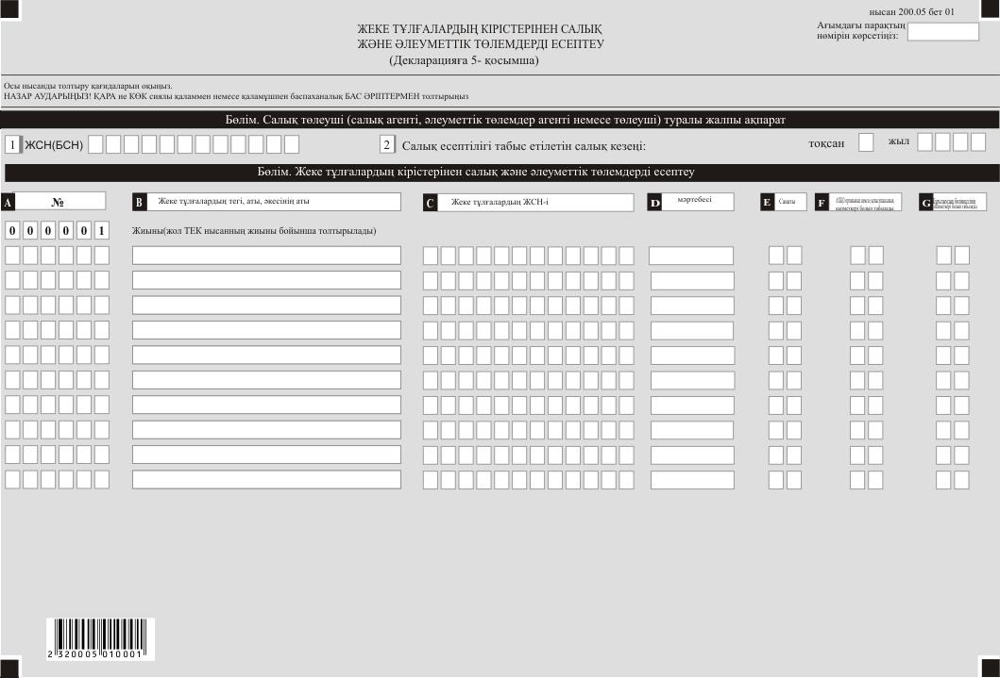 нысан 200.05 бет 01
Ағымдағы парақтың
нөмірін көрсетіңіз:
ЖЕКЕ ТҰЛҒАЛАРДЫҢ КІРІСТЕРІНЕН САЛЫҚ
ЖӘНЕ ӘЛЕУМЕТТІК ТӨЛЕМДЕРДІ ЕСЕПТЕУ
(Декларацияға 5- қосымша)
Осы нысанды толтыру қағидаларын оқыңыз.
НАЗАР АУДАРЫҢЫЗ! ҚАРА не КӨК сиялы қаламмен немесе қаламұшпен баспаханалық БАС ӘРІПТЕРМЕН толтырыңыз
Бөлім. Салық төлеуші (салық агенті, әлеуметтік төлемдер агенті немесе төлеуші) туралы жалпы ақпарат
1 ЖСН(БСН) 2 Салық есептілігі табыс етілетін салық кезеңі: тоқсан жыл
Бөлім. Жеке тұлғалардың кірістерінен салық және әлеуметтік төлемдерді есептеу
A № B Жеке тұлғалардың тегі, аты, әкесінің аты C Жеке тұлғалардың ЖСН-і D мәртебесі E Санаты F G
0 0 0 0 0 1 Жиыны(жол ТЕК нысанның жиыны бойынша толтырылады)
2 320005 010001